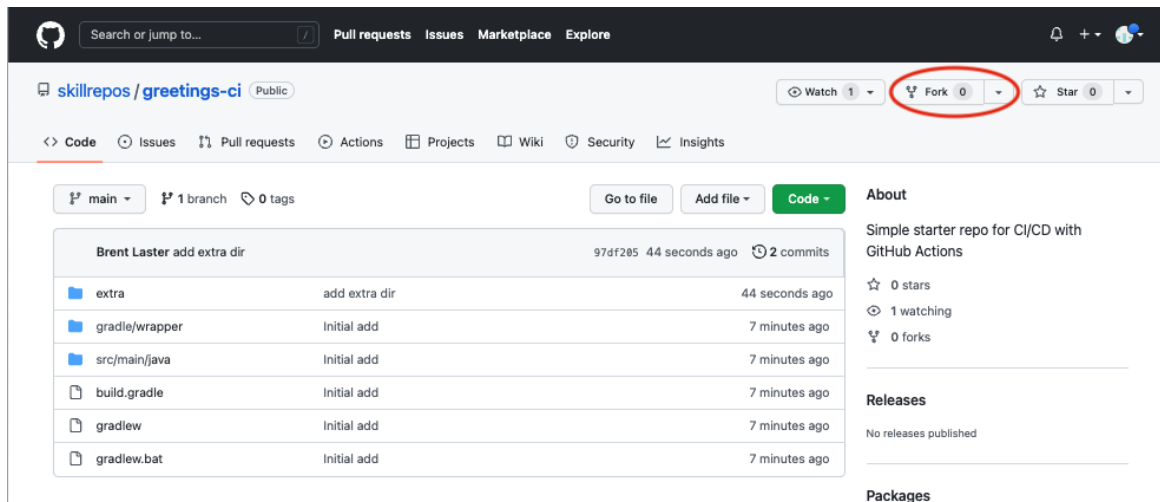 Search or jump to... / Pull requests Issues Marketplace Explore
skillrepos / greetings-ci Public Watch 1 Fork 0 Star 0
Code Issues Pull requests Actions Projects Wiki Security Insights
main 1 branch 0 tags Go to file Add file Code
About
Simple starter repo for CI/CD with
GitHub Actions
0 stars
1 watching
0 forks
Releases
No releases published
Packages
Brent Laster add extra dir 97df205 44 seconds ago 2 commits
extra add extra dir 44 seconds ago
gradle/wrapper Initial add 7 minutes ago
src/main/java Initial add 7 minutes ago
build.gradle Initial add 7 minutes ago
gradlew Initial add 7 minutes ago
gradlew.bat Initial add 7 minutes ago